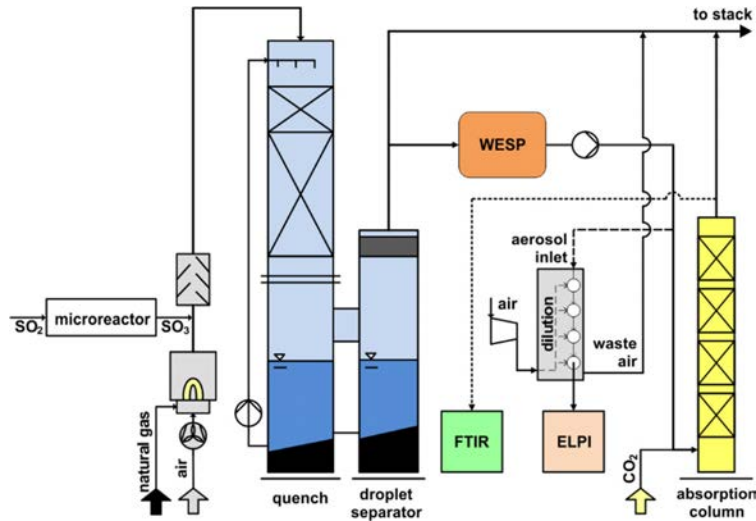 to stack
WESP
aerosol
inlet
air
dilution
waste
air
SO₂
microreactor
SO₃
natural gas
air
FTIR
ELPI
CO₂
quench
droplet
separator
absorption
column